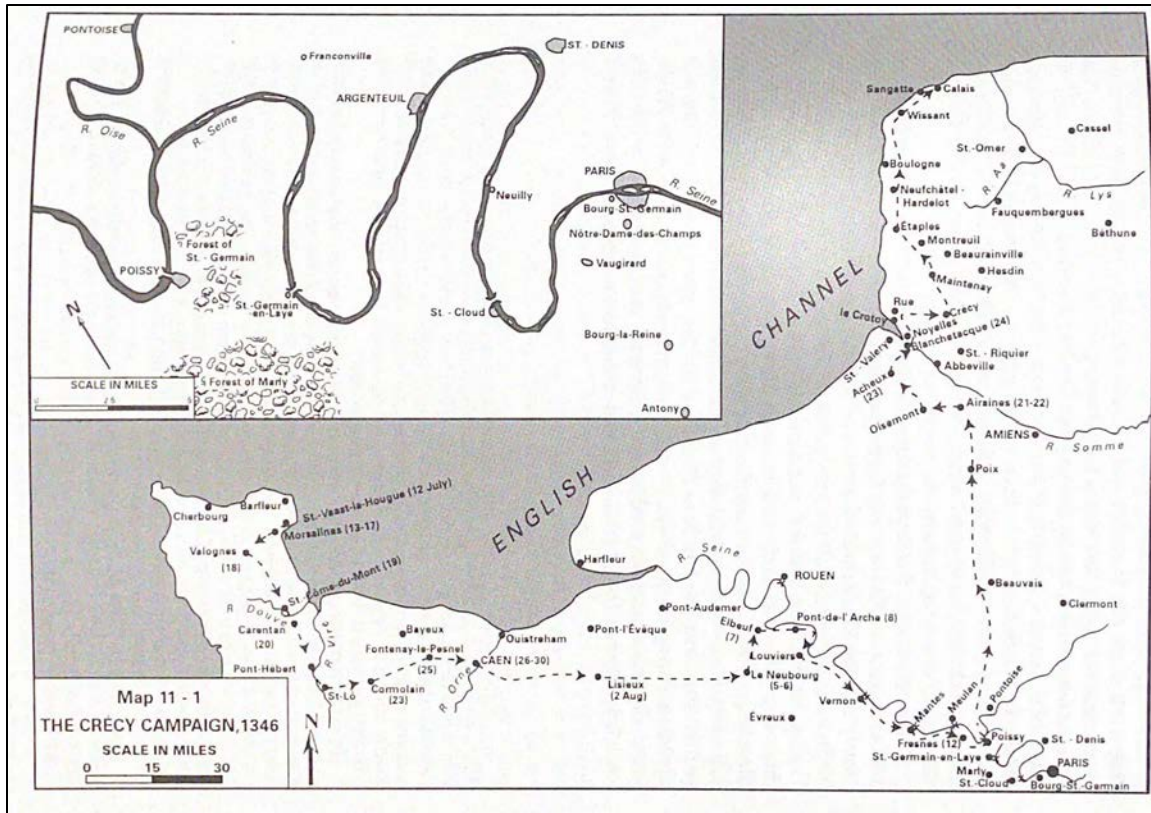 PONTOISE
Franconville
ST. - DENIS
ARGENTEUIL
R. Oise
R. Seine
Neuilly
PARIS
R. Seine
Bourg-St.Germain
Nôtre-Dame-des-Champs
Vaugirard
Forest of
St. - Germain
POISSY
St.-Germain
en-Laye
St. - Cloud
Bourg-la-Reine
N
SCALE IN MILES
0 2.5 5
Forest of Marly
Antony
ENGLISH CHANNEL
Sangatte
Calais
Wissant
Cassel
St.-Omer
Boulogne
R. Aa
R. Lys
Neufchâtel -
Hardelot
Fauquembergues
Béthune
Etaples
Montreuil
Beaurainville
Hesdin
Maintenay
Rue
le Crotoy
Crécy
Noyelles
Blanchetacque (24)
St. - Valery
St. - Riquier
Abbeville
Acheux
(23)
Oisemont
Airaines (21-22)
AMIENS
R. Somme
Poix
Beauvais
Clermont
Cherbourg
Barfleur
St.-Vaast-la-Hougue (12 July)
Morsalines (13-17)
Valognes
(18)
St.-Côme-du-Mont (19)
R. Douve
Carentan
(20)
R. Vire
Pont-Hebert
St-Lô
Bayeux
Fontenay-le-Pesnel
(25)
Cormolain
(23)
Ouistreham
CAEN (26-30)
R. Orne
Harfleur
R. Seine
ROUEN
Pont-Audemer
Pont-l'Évêque
Elbeuf
(7)
Pont-de-l'Arche (8)
Louviers
Lisieux
(2 Aug)
Le Neubourg
(5-6)
Évreux
Vernon
Mantes
Meulan
Pontoise
Fresnes (12)
Poissy
St.-Germain-en-Laye
Marly
St.-Cloud
St. - Denis
PARIS
Bourg-St.Germain
Map 11 - 1
THE CRÉCY CAMPAIGN, 1346
SCALE IN MILES
0 15 30
N